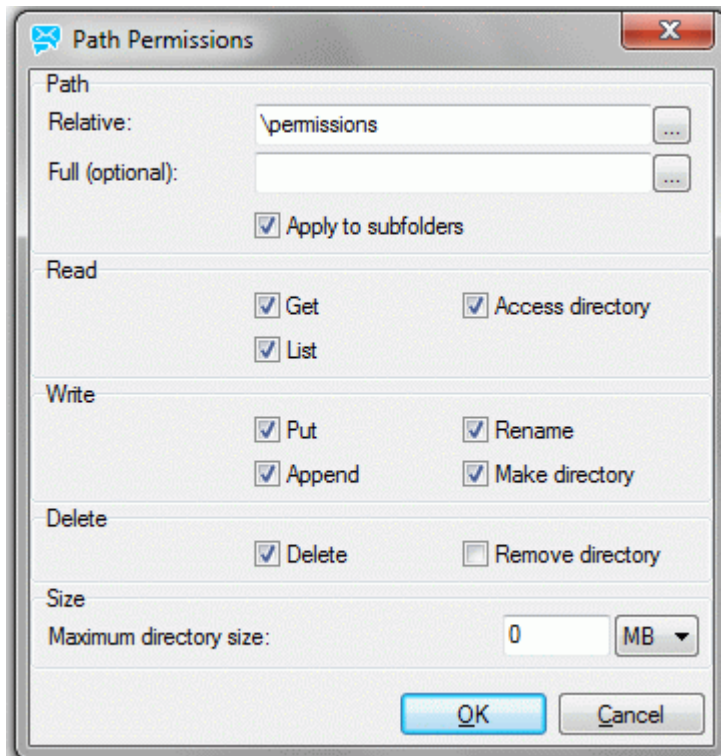 Path Permissions
Path
Relative: \permissions ...
Full (optional): ...
Apply to subfolders
Read
Get Access directory
List
Write
Put Rename
Append Make directory
Delete
Delete Remove directory
Size
Maximum directory size: 0 MB
OK Cancel